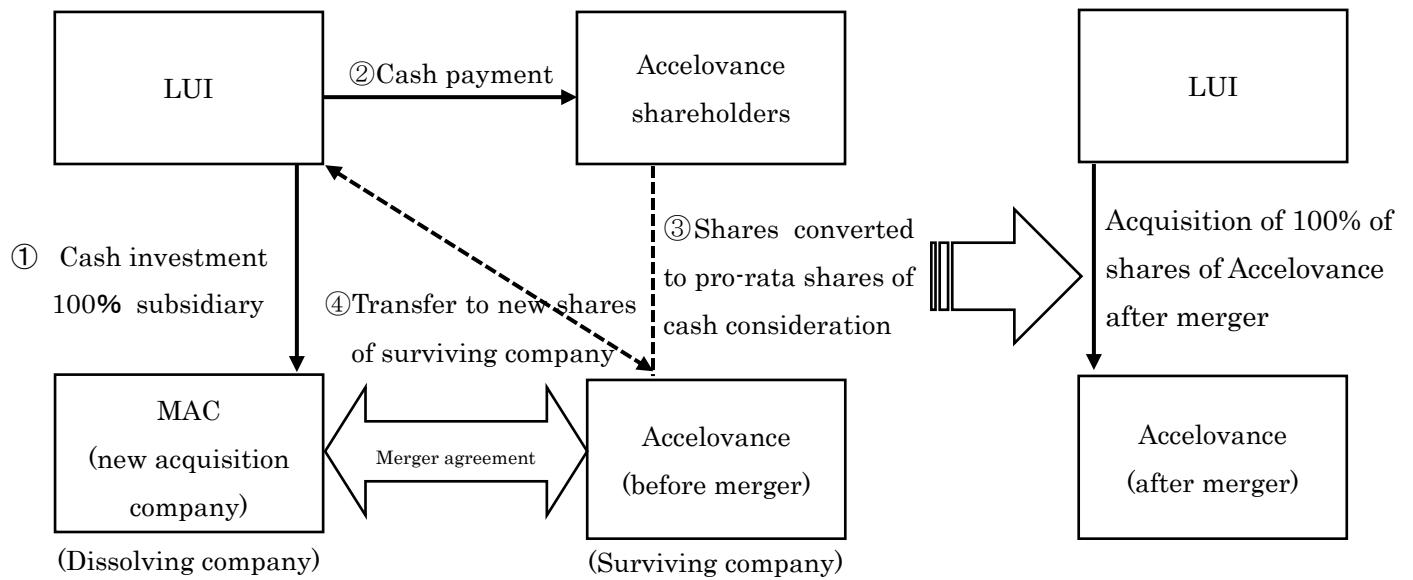 LUI
②Cash payment
Accelovance
shareholders
LUI
① Cash investment
100% subsidiary
③Shares converted
to pro-rata shares of
cash consideration
④Transfer to new shares
of surviving company
Acquisition of 100% of
shares of Accelovance
after merger
MAC
(new acquisition
company)
(Dissolving company)
Merger agreement
Accelovance
(before merger)
(Surviving company)
Accelovance
(after merger)